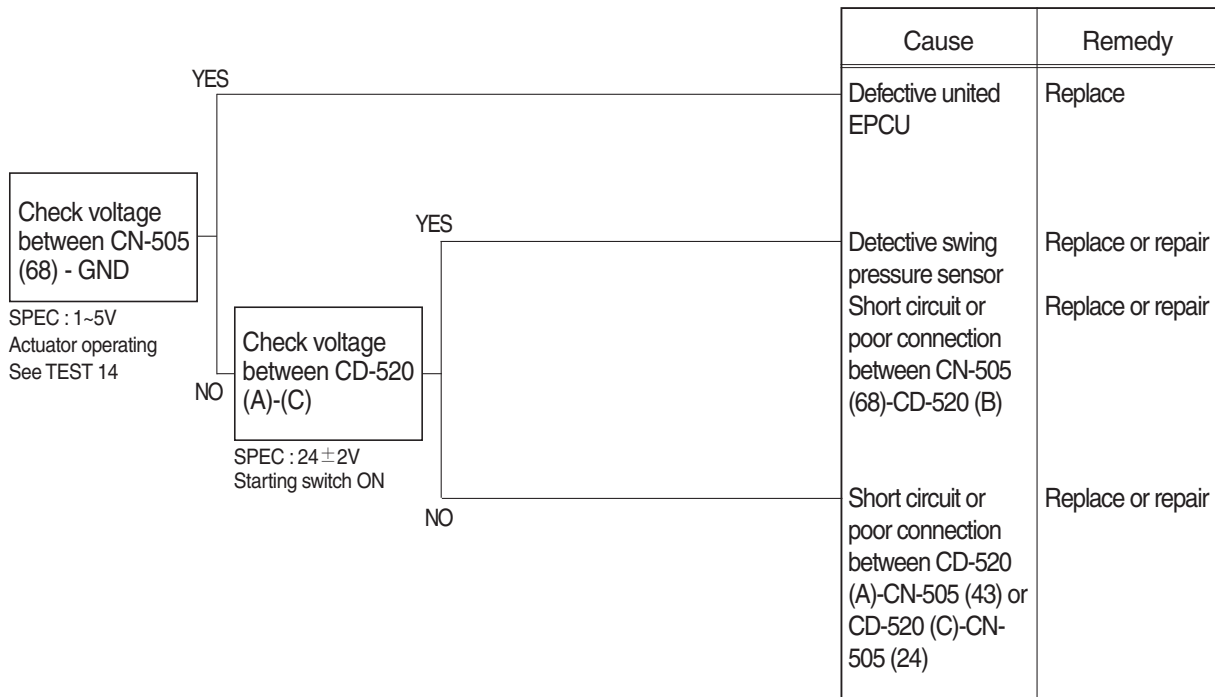 Cause
Remedy
YES
Defective united
EPCU
Replace
Check voltage
between CN-505
(68) - GND
SPEC : 1~5V
Actuator operating
See TEST 14
YES
NO
Check voltage
between CD-520
(A)-(C)
SPEC : 24±2V
Starting switch ON
Detective swing
pressure sensor
Replace or repair
Short circuit or
poor connection
between CN-505
(68)-CD-520 (B)
Replace or repair
NO
Short circuit or
poor connection
between CD-520
(A)-CN-505 (43) or
CD-520 (C)-CN-
505 (24)
Replace or repair